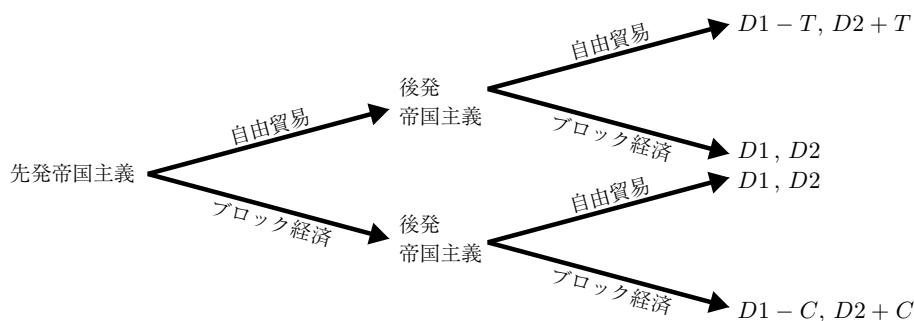 自由貿易
D1 − T, D2 + T
後発
帝国主義
自由貿易
ブロック経済
D1, D2
先発帝国主義
自由貿易
D1, D2
ブロック経済
後発
帝国主義
ブロック経済
D1 − C, D2 + C